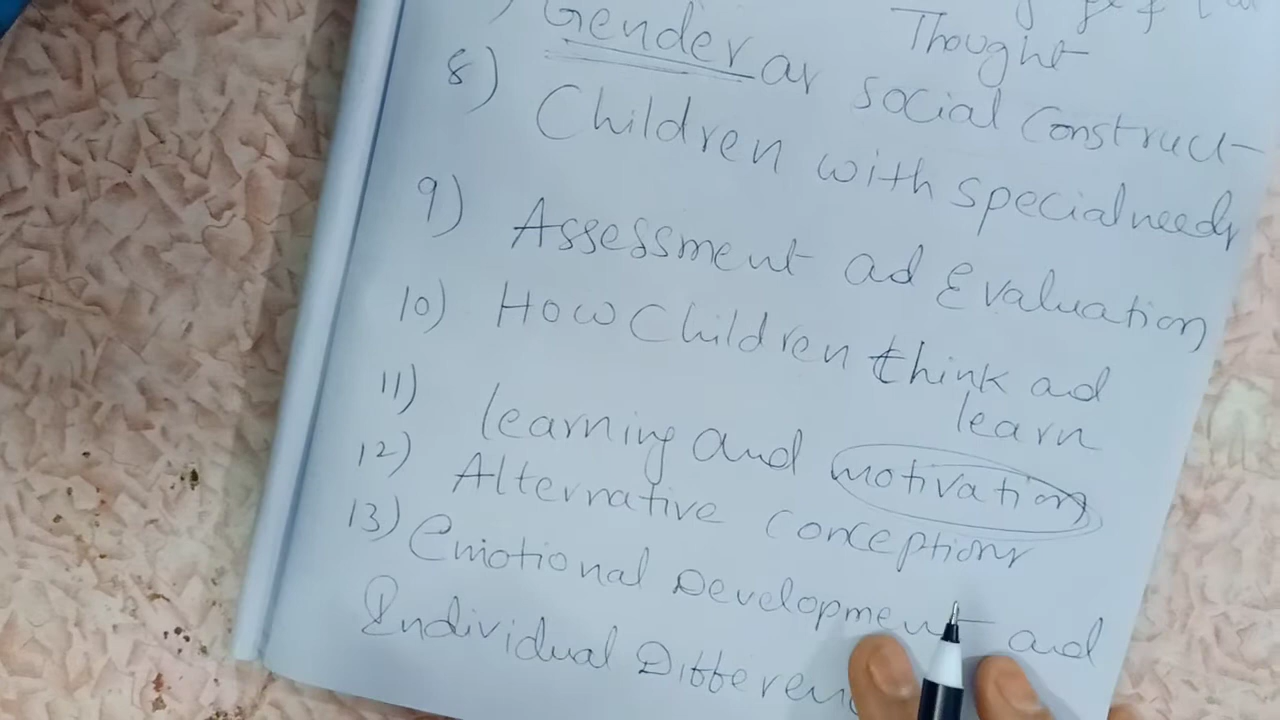 Thought
Gender as social construct
8) Children with special needs
9) Assessment ad Evaluation
10) How Children think ad
learn
11) learning and motivation
12) Alternative conceptions
13) Emotional Development and
Individual